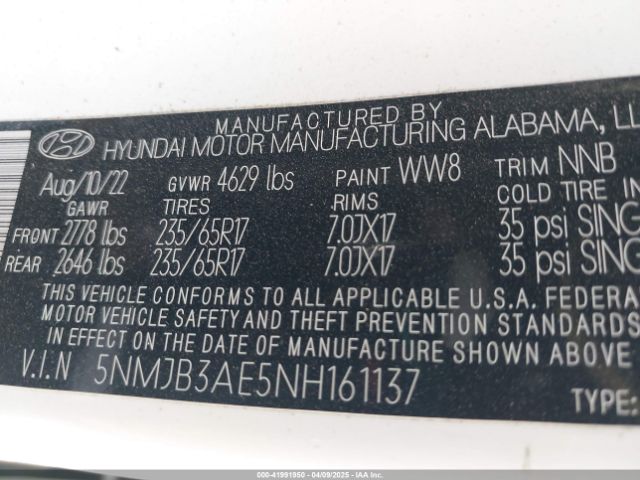 MANUFACTURED BY
HYUNDAI MOTOR MANUFACTURING ALABAMA,
Aug/10/22 GVWR 4629 lbs PAINT WW8 TRIM NNB
GAWR TIRES RIMS COLD TIRE
FRONT 2778 lbs 235/65R17 7.0JX17 35 psi SING
REAR 2646 lbs 235/65R17 7.0JX17 35 psi SING
THIS VEHICLE CONFORMS TO ALL APPLICABLE U.S.A. FEDERA
MOTOR VEHICLE SAFETY AND THEFT PREVENTION STANDARD
IN EFFECT ON THE DATE OF MANUFACTURE SHOWN ABOVE
V.I.N 5NMJB3AE5NH161137 TYPE:
000-41991950 04/09/2025 IAA Inc.